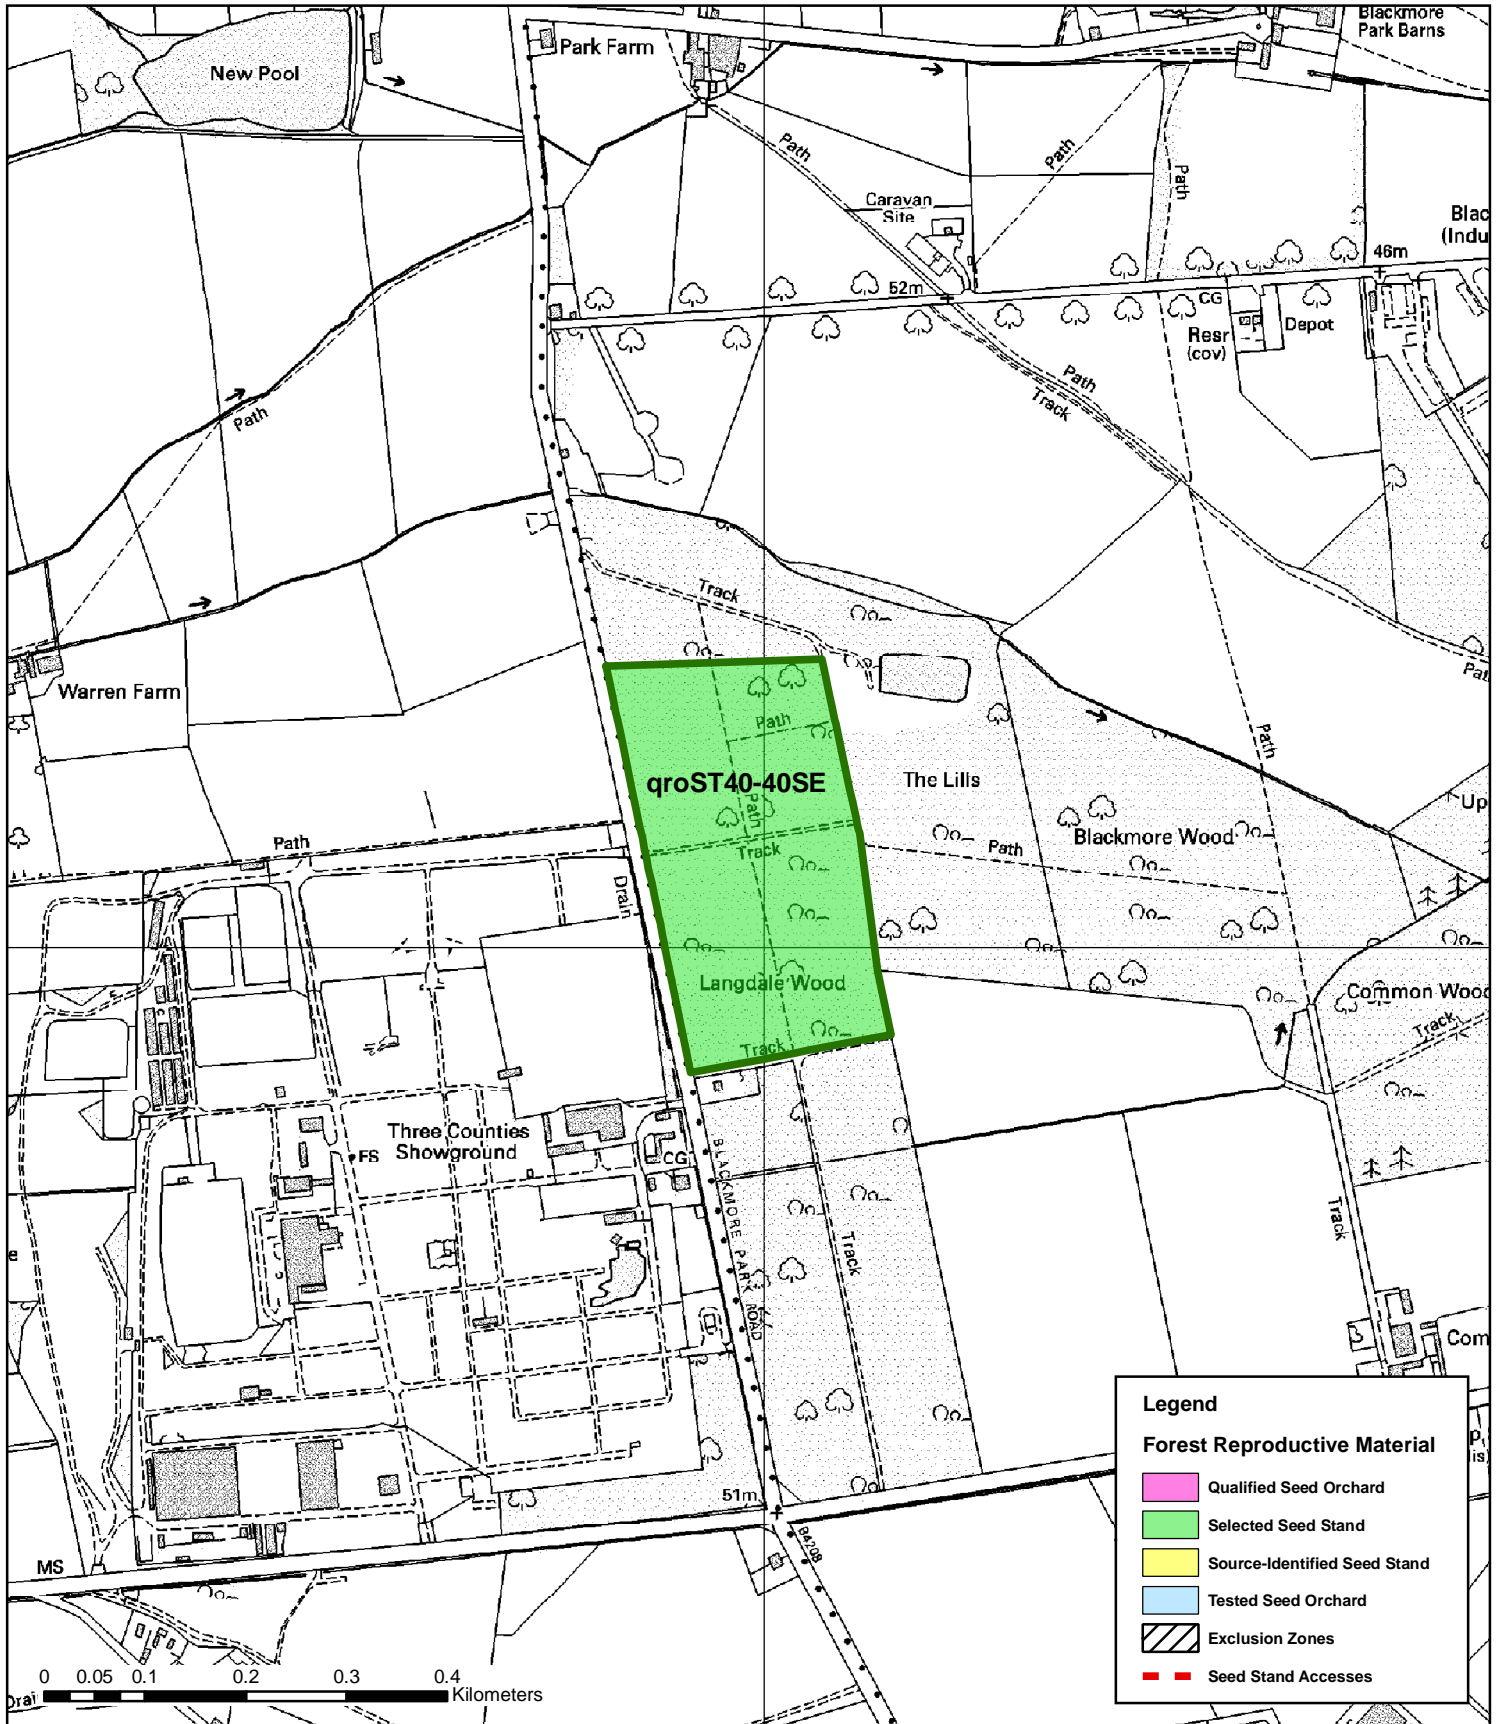 Blackmore
Park Barns
Park Farm
New Pool
Path
Path
Path
Caravan
Site
Blac
(Indu
46m
52m
CG
Resr
(cov)
Depot
Path
Track
Path
Track
Warren Farm
Path
Path
qroST40-40SE
Path
The Lills
Path
Up
Blackmore Wood
Path
Track
Path
Drain
Langdale Wood
Common Wood
Track
Track
Three Counties
Showground
FS
CG
BLACKMORE PARK ROAD
Track
Track
e
Com
51m
B4208
MS
Drai
0 0.05 0.1 0.2 0.3 0.4
Kilometers
Legend
Forest Reproductive Material
Qualified Seed Orchard
Selected Seed Stand
Source-Identified Seed Stand
Tested Seed Orchard
Exclusion Zones
Seed Stand Accesses